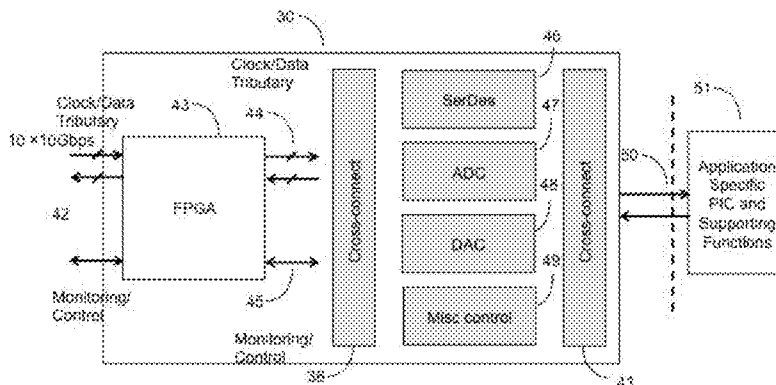 30
46
Clock/Data
Tributary
SerDes
47
51
Clock/Data
Tributary
10 ×10Gbps
43
44
ADC
50
48
Application
Specific
PIC and
Supporting
Functions
42
FPGA
Cross-connect
DAC
Cross-connect
49
45
Monitoring/
Control
Misc control
Monitoring/
Control
38
41